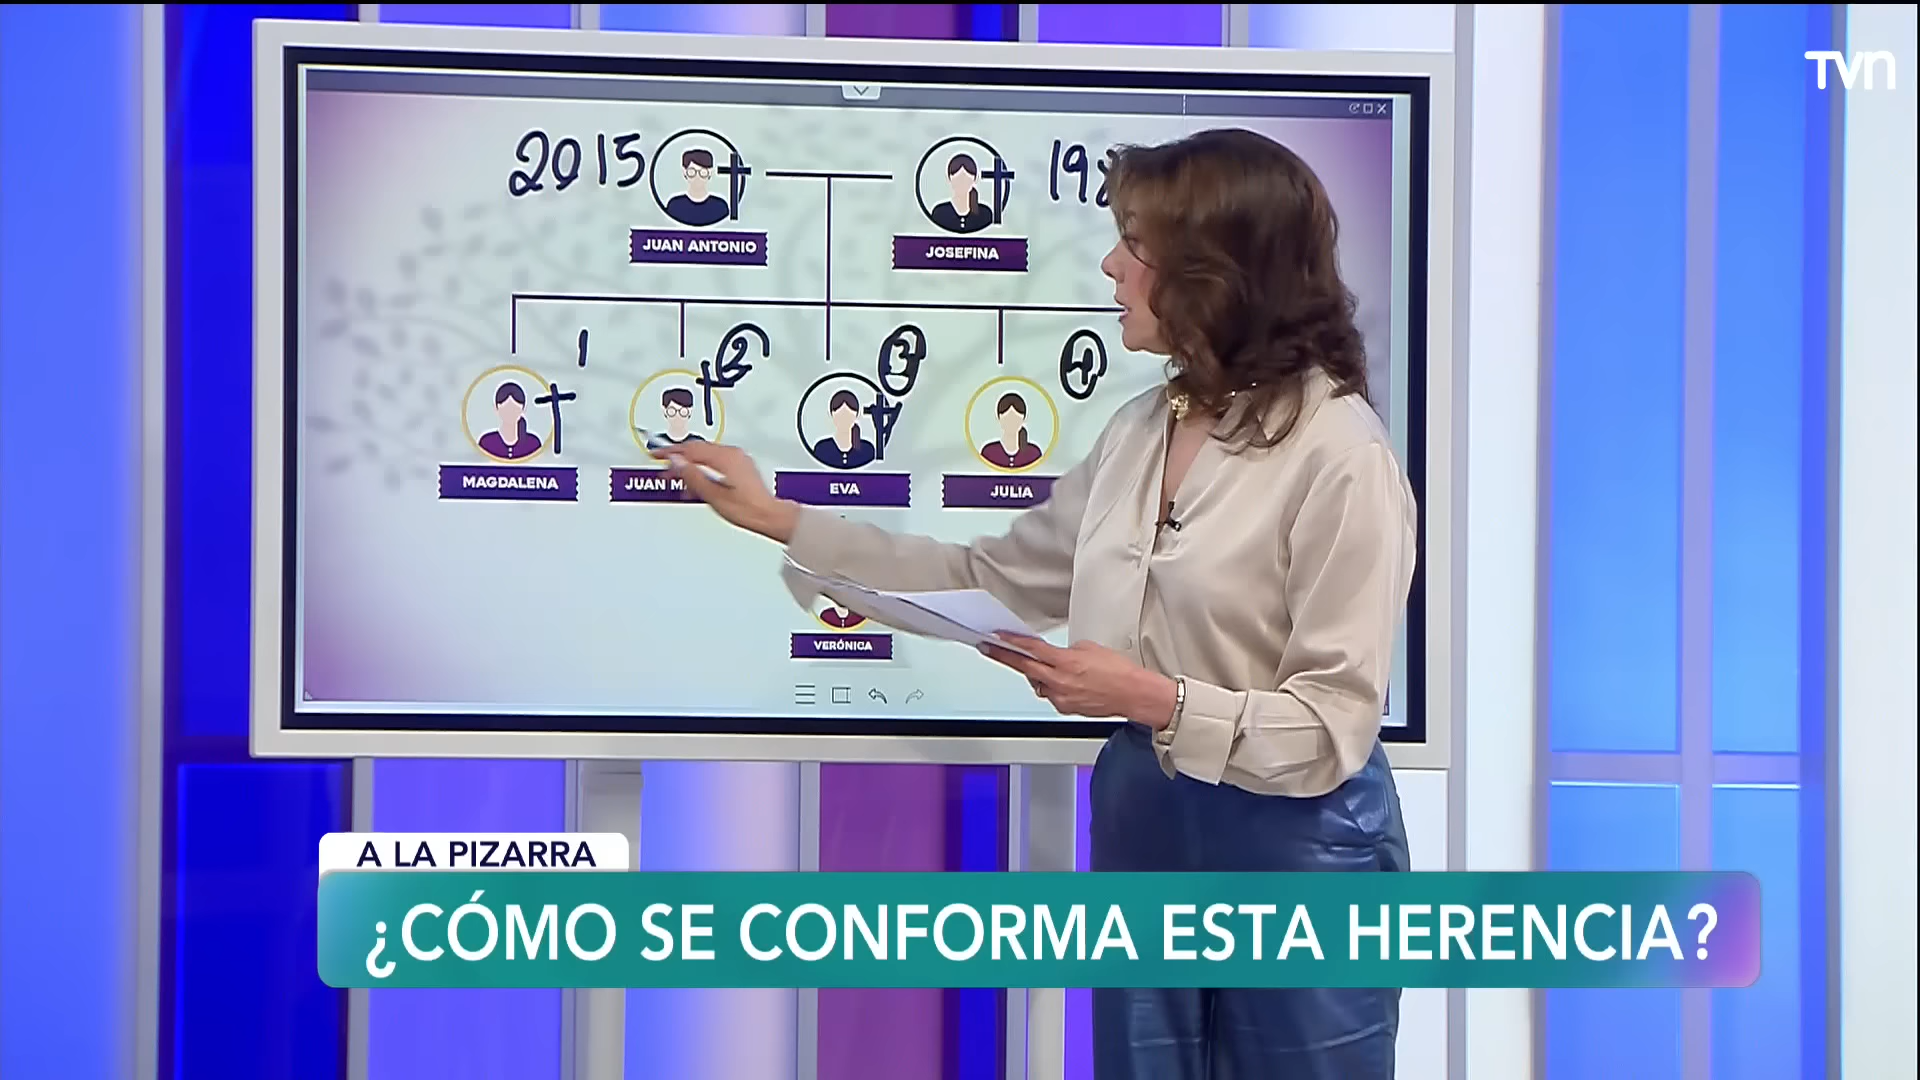 TVN
2015
JUAN ANTONIO
JOSEFINA
1
2
3
4
MAGDALENA
JUAN
EVA
JULIA
VERÓNICA
A LA PIZARRA
¿CÓMO SE CONFORMA ESTA HERENCIA?